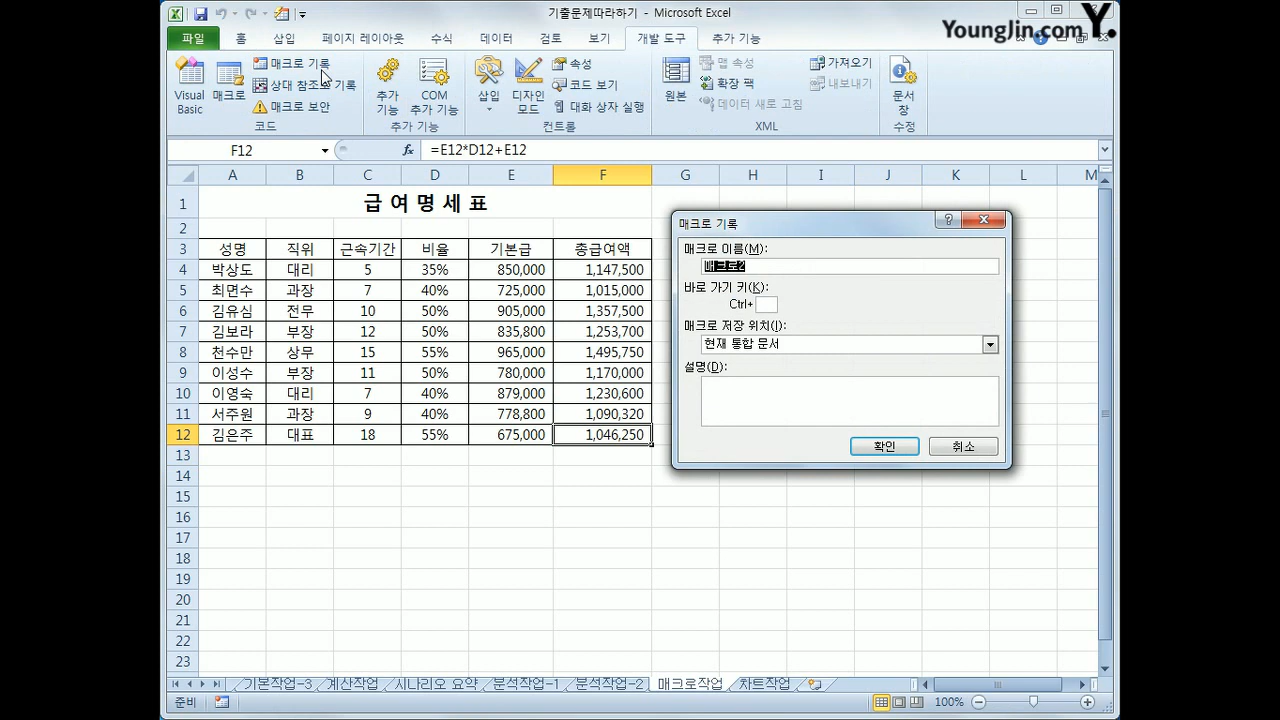 기출문제따라하기 - Microsoft Excel
YoungJin.com Y.
파일 홈 삽입 페이지 레이아웃 수식 데이터 검토 보기 개발 도구 추가 기능
Visual Basic
매크로
매크로 기록
상대 참조로 기록
매크로 보안
코드
추가 기능
COM 추가 기능
추가 기능
삽입
디자인 모드
속성
코드 보기
대화 상자 실행
컨트롤
원본
맵 속성
확장 팩
데이터 새로 고침
가져오기
내보내기
XML
문서 창
수정
F12 fx =E12*D12+E12
A B C D E F G H I J K L M
1 급 여 명 세 표
2
3 성명 직위 근속기간 비율 기본급 총급여액
4 박상도 대리 5 35% 850,000 1,147,500
5 최면수 과장 7 40% 725,000 1,015,000
6 김유심 전무 10 50% 905,000 1,357,500
7 김보라 부장 12 50% 835,800 1,253,700
8 천수만 상무 15 55% 965,000 1,495,750
9 이성수 부장 11 50% 780,000 1,170,000
10 이영숙 대리 7 40% 879,000 1,230,600
11 서주원 과장 9 40% 778,800 1,090,320
12 김은주 대표 18 55% 675,000 1,046,250
13
14
15
16
17
18
19
20
21
22
23
매크로 기록
매크로 이름(M):
매크로2
바로 가기 키(K):
Ctrl+
매크로 저장 위치(I):
현재 통합 문서
설명(D):
확인 취소
기본작업-3 계산작업 시나리오 요약 분석작업-1 분석작업-2 매크로작업 차트작업
준비 100%